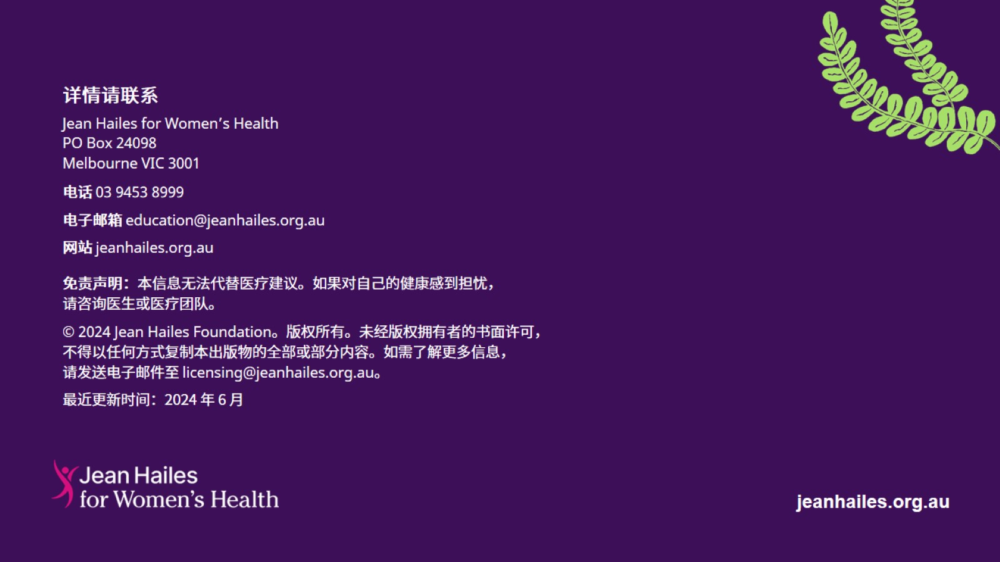 详情请联系
Jean Hailes for Women’s Health
PO Box 24098
Melbourne VIC 3001
电话 03 9453 8999
电子邮箱 education@jeanhailes.org.au
网站 jeanhailes.org.au
免责声明：本信息无法代替医疗建议。如果对自己的健康感到担忧，
请咨询医生或医疗团队。
© 2024 Jean Hailes Foundation。版权所有。未经版权拥有者的书面许可，
不得以任何方式复制本出版物的全部或部分内容。如需了解更多信息，
请发送电子邮件至 licensing@jeanhailes.org.au。
最近更新时间：2024 年 6 月
Jean Hailes
for Women’s Health
jeanhailes.org.au